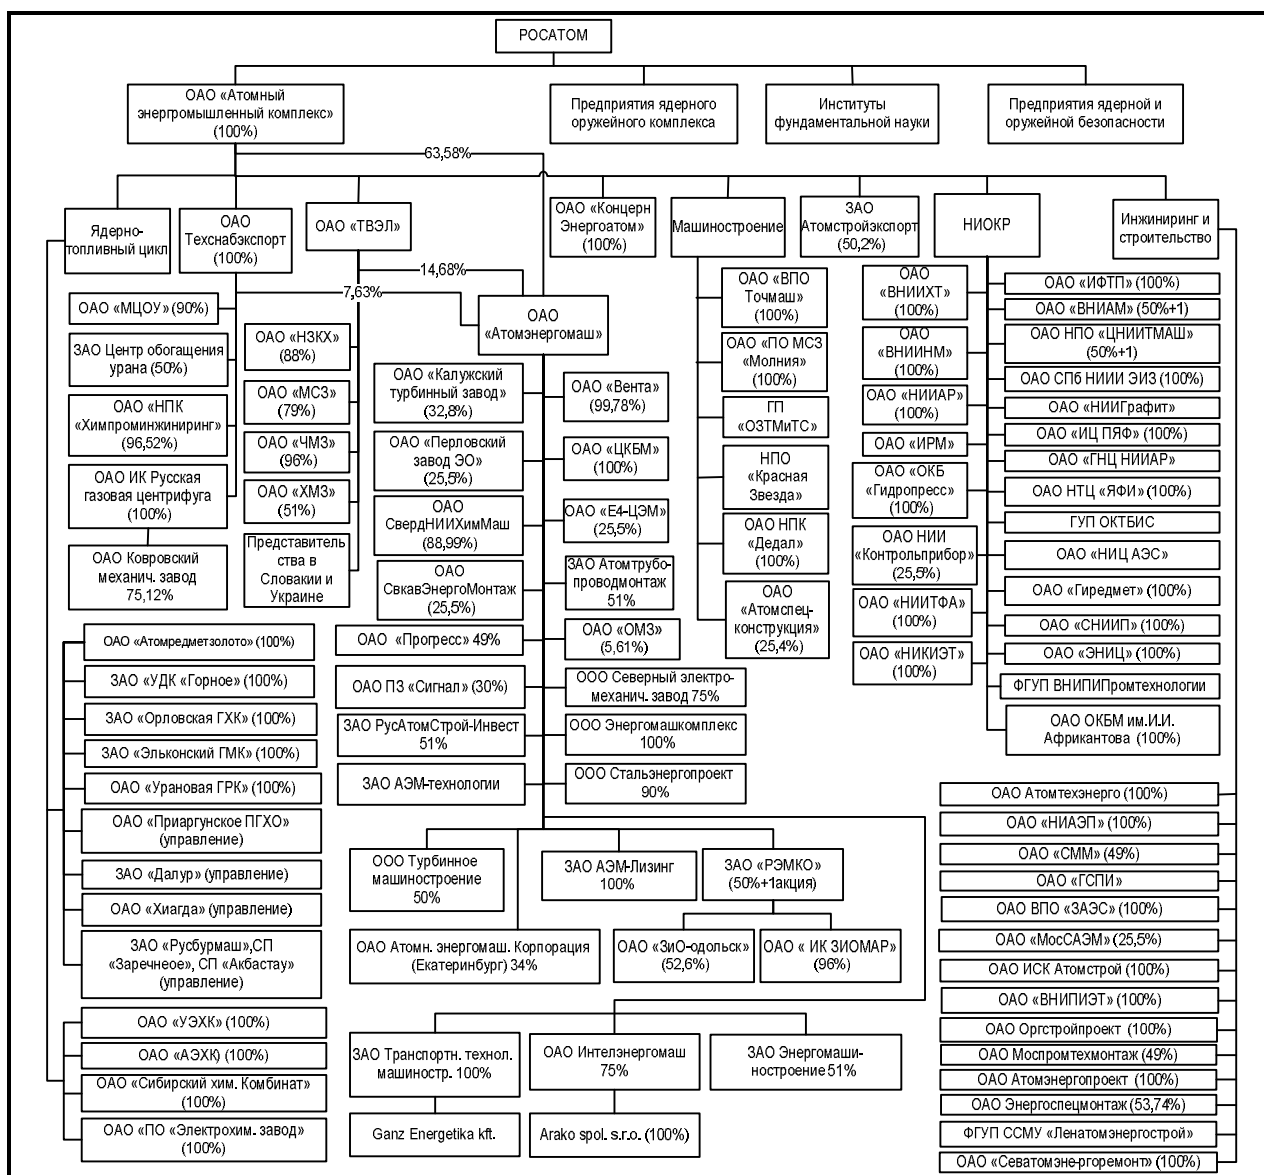 РОСАТОМ
ОАО «Атомный
энергромышленный комплекс»
(100%)
Предприятия ядерного
оружейного комплекса
Институты
фундаментальной науки
Предприятия ядерной и
оружейной безопасности
63,58%
Ядерно-
топливный цикл
ОАО
Техснабэкспорт
(100%)
ОАО «ТВЭЛ»
ОАО «Концерн
Энергоатом»
(100%)
Машиностроение
ЗАО
Атомстройэкспорт
(50,2%)
НИОКР
Инжиниринг и
строительство
14,68%
7,63%
ОАО
«Атомэнергомаш»
ОАО «МЦОУ» (90%)
ЗАО Центр обогащения
урана (50%)
ОАО «НПК
«Химпроминжиниринг»
(96,52%)
ОАО ИК Русская
газовая центрифуга
(100%)
ОАО Ковровский
механич. завод
75,12%
ОАО «НЗКХ»
(88%)
ОАО «МСЗ»
(79%)
ОАО «ЧМЗ»
(96%)
ОАО «ХМЗ»
(51%)
Представитель
ства в
Словакии и
Украине
ОАО «Калужский
турбинный завод»
(32,8%)
ОАО «Перловский
завод ЭО»
(25,5%)
ОАО
СвердНИИХимМаш
(88,99%)
ОАО
СвкавЭнергоМонтаж
(25,5%)
ОАО «Прогресс» 49%
ОАО ПЗ «Сигнал» (30%)
ЗАО РусАтомСтрой-Инвест
51%
ЗАО АЭМ-технологии
ОАО «Вента»
(99,78%)
ОАО «ЦКБМ»
(100%)
ОАО «Е4-ЦЭМ»
(25,5%)
ЗАО Атомтрубо-
проводмонтаж
51%
ОАО «ОМЗ»
(5,61%)
ООО Северный электро-
механич. завод 75%
ООО Энергомашкомплекс
100%
ООО Стальэнергопроект
90%
ОАО «ВПО
Точмаш»
(100%)
ОАО «ПО МСЗ
«Молния»
(100%)
ГП
«ОЗТМиТС»
НПО
«Красная
Звезда»
ОАО НПК
«Дедал»
(100%)
ОАО
«Атомспец-
конструкция»
(25,4%)
ОАО
«ВНИИХТ»
(100%)
ОАО
«ВНИИНМ»
(100%)
ОАО «НИИАР»
(100%)
ОАО «ИРМ»
ОАО «ОКБ
«Гидропресс»
(100%)
ОАО НИИ
«Контрольприбор»
(25,5%)
ОАО «НИИТФА»
(100%)
ОАО «НИКИЭТ»
(100%)
ОАО «ИФТП» (100%)
ОАО «ВНИАМ» (50%+1)
ОАО НПО «ЦНИИТМАШ»
(50%+1)
ОАО СПб НИИИ ЭИЗ (100%)
ОАО «НИИГрафит»
ОАО «ИЦ ПЯФ» (100%)
ОАО «ГНЦ НИИАР»
ОАО НТЦ «ЯФИ» (100%)
ГУП ОКТБИС
ОАО «НИЦ АЭС»
ОАО «Гиредмет» (100%)
ОАО «СНИИП» (100%)
ОАО «ЭНИЦ» (100%)
ФГУП ВНИПИПромтехнологии
ОАО ОКБМ им.И.И.
Африкантова (100%)
ОАО «Атомредметзолото» (100%)
ЗАО «УДК «Горное» (100%)
ЗАО «Орловская ГХК» (100%)
ЗАО «Эльконский ГМК» (100%)
ОАО «Урановая ГРК» (100%)
ОАО «Приаргунское ПГХО»
(управление)
ЗАО «Далур» (управление)
ОАО «Хиагда» (управление)
ЗАО «Русбурмаш»,СП
«Заречнеое», СП «Акбастау»
(управление)
ОАО «УЭХК» (100%)
ОАО «АЭХК) (100%)
ОАО «Сибирский хим. Комбинат»
(100%)
ОАО «ПО «Электрохим. завод»
(100%)
ООО Турбинное
машиностроение
50%
ЗАО АЭМ-Лизинг
100%
ЗАО «РЭМКО»
(50%+1акция)
ОАО Атомн. энергомаш. Корпорация
(Екатеринбург) 34%
ОАО «ЗиО-одольск»
(52,6%)
ОАО « ИК ЗИОМАР»
(96%)
ЗАО Транспортн. технол.
машиностр. 100%
ОАО Интелэнергомаш
75%
ЗАО Энергомаши-
ностроение 51%
Ganz Energetika kft.
Arako spol. s.r.o. (100%)
ОАО Атомтехэнерго (100%)
ОАО «НИАЭП» (100%)
ОАО «СММ» (49%)
ОАО «ГСПИ»
ОАО ВПО «ЗАЭС» (100%)
ОАО «МосСАЭМ» (25,5%)
ОАО ИСК Атомстрой (100%)
ОАО «ВНИПИЭТ» (100%)
ОАО Оргстройпроект (100%)
ОАО Моспромтехмонтаж (49%)
ОАО Атомэнергопроект (100%)
ОАО Энергоспецмонтаж (53,74%)
ФГУП ССМУ «Ленатомэнергострой»
ОАО «Севатомэне-ргоремонт» (100%)